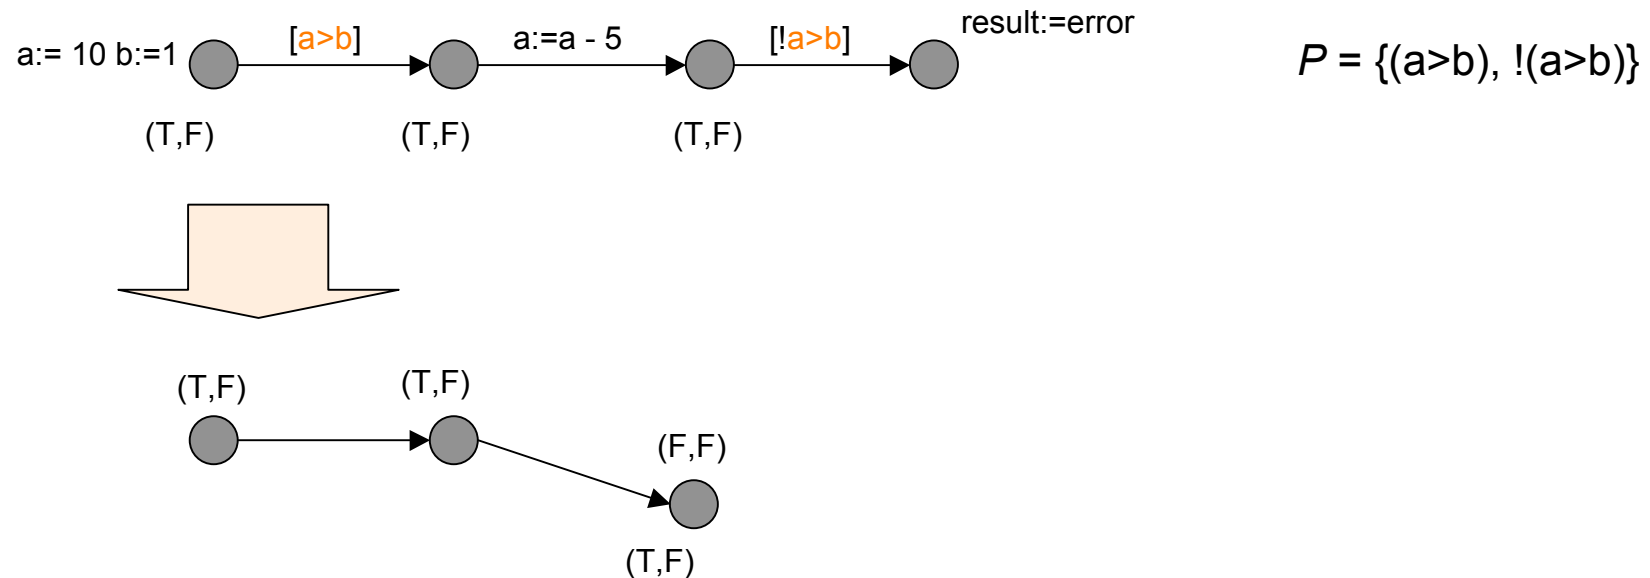 result:=error
a:= 10 b:=1 [a>b] a:=a - 5 [!a>b]
P = {(a>b), !(a>b)}
(T,F) (T,F) (T,F)
(T,F) (T,F)
(F,F)
(T,F)